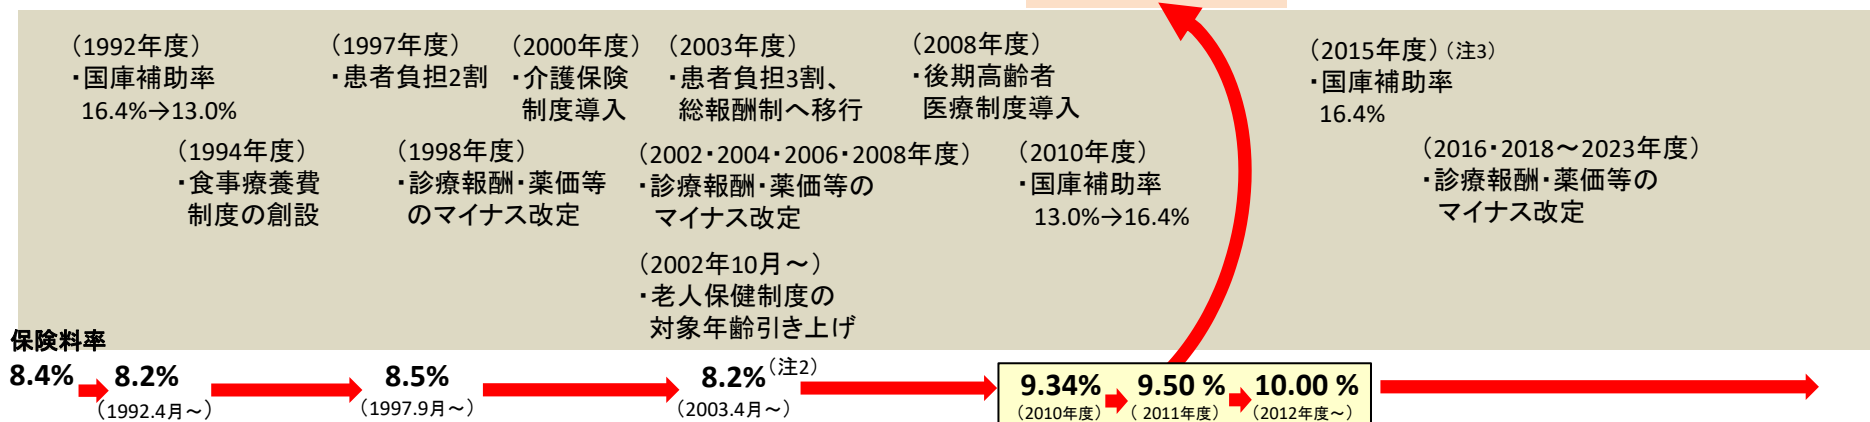 （1992年度）
・国庫補助率
16.4%→13.0%
（1997年度）
・患者負担2割
（2000年度）
・介護保険
制度導入
（2003年度）
・患者負担3割、
総報酬制へ移行
（2008年度）
・後期高齢者
医療制度導入
（2015年度）（注3）
・国庫補助率
16.4%
（1994年度）
・食事療養費
制度の創設
（1998年度）
・診療報酬・薬価等
のマイナス改定
（2002・2004・2006・2008年度）
・診療報酬・薬価等の
マイナス改定
（2010年度）
・国庫補助率
13.0%→16.4%
（2016・2018～2023年度）
・診療報酬・薬価等の
マイナス改定
（2002年10月～）
・老人保健制度の
対象年齢引き上げ
保険料率
8.4%
8.2%
（1992.4月～）
8.5%
（1997.9月～）
8.2%（注2）
（2003.4月～）
9.34%
（2010年度）
9.50 %
（ 2011年度）
10.00 %
（2012年度～）